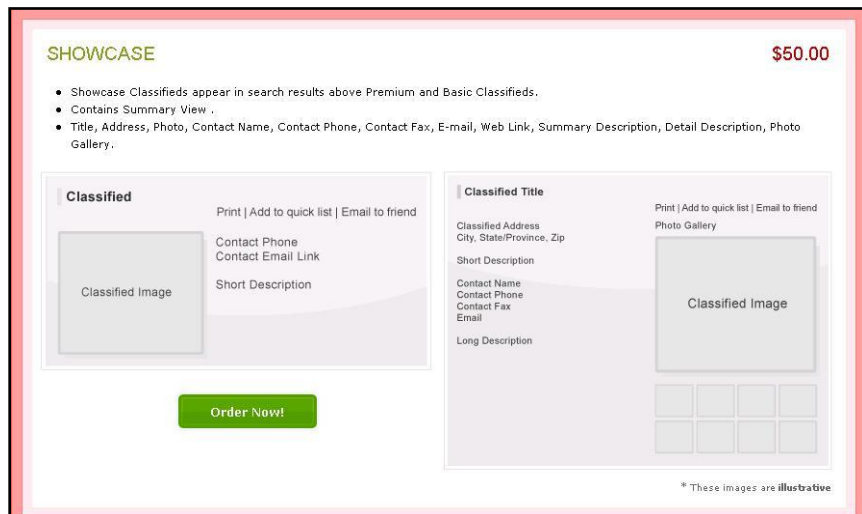 SHOWCASE
$50.00
Showcase Classifieds appear in search results above Premium and Basic Classifieds.
Contains Summary View .
Title, Address, Photo, Contact Name, Contact Phone, Contact Fax, E-mail, Web Link, Summary Description, Detail Description, Photo
Gallery.
Classified
Print | Add to quick list | Email to friend
Contact Phone
Contact Email Link
Short Description
Classified Image
Order Now!
Classified Title
Print | Add to quick list | Email to friend
Photo Gallery
Classified Address
City, State/Province, Zip
Short Description
Contact Name
Contact Phone
Contact Fax
Email
Long Description
Classified Image
* These images are illustrative